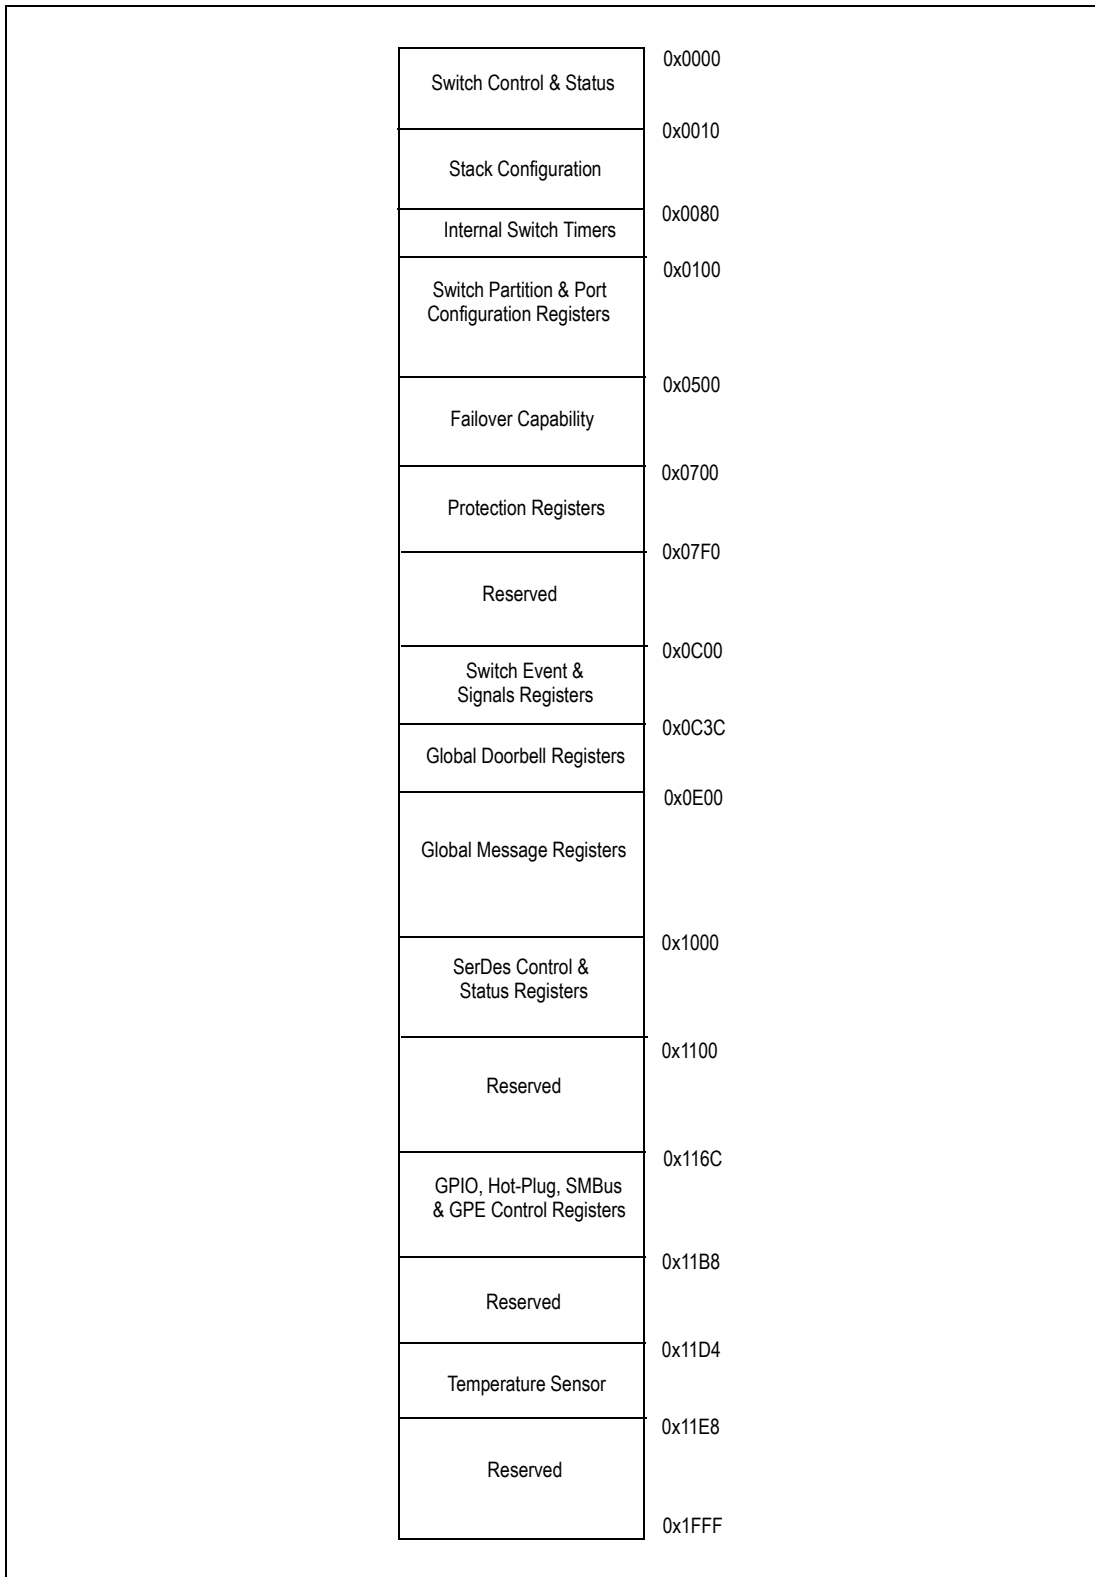 0x0000
Switch Control & Status
0x0010
Stack Configuration
0x0080
Internal Switch Timers
0x0100
Switch Partition & Port
Configuration Registers
0x0500
Failover Capability
0x0700
Protection Registers
0x07F0
Reserved
0x0C00
Switch Event &
Signals Registers
0x0C3C
Global Doorbell Registers
0x0E00
Global Message Registers
0x1000
SerDes Control &
Status Registers
0x1100
Reserved
0x116C
GPIO, Hot-Plug, SMBus
& GPE Control Registers
0x11B8
Reserved
0x11D4
Temperature Sensor
0x11E8
Reserved
0x1FFF